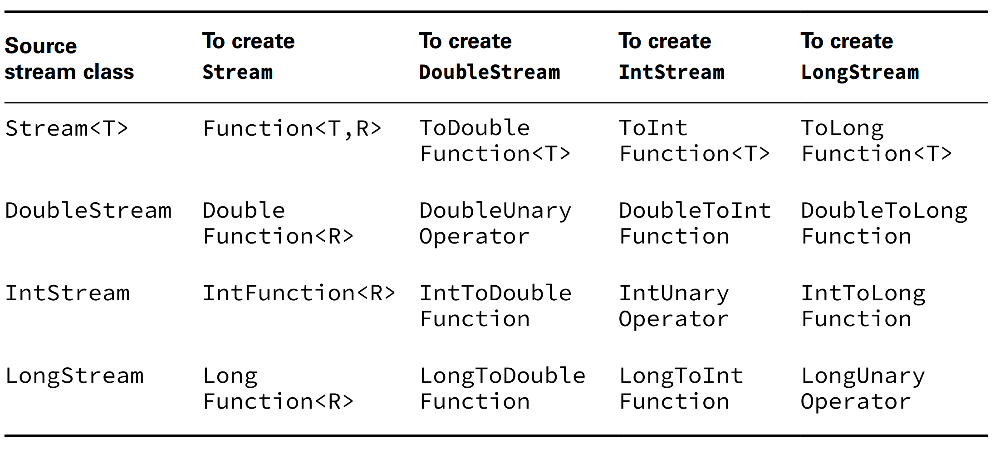 Source
stream class
To create
Stream
To create
DoubleStream
To create
IntStream
To create
LongStream
Stream<T>
Function<T,R>
ToDouble
Function<T>
ToInt
Function<T>
ToLong
Function<T>
DoubleStream
Double
Function<R>
DoubleUnary
Operator
DoubleToInt
Function
DoubleToLong
Function
IntStream
IntFunction<R>
IntToDouble
Function
IntUnary
Operator
IntToLong
Function
LongStream
Long
Function<R>
LongToDouble
Function
LongToInt
Function
LongUnary
Operator